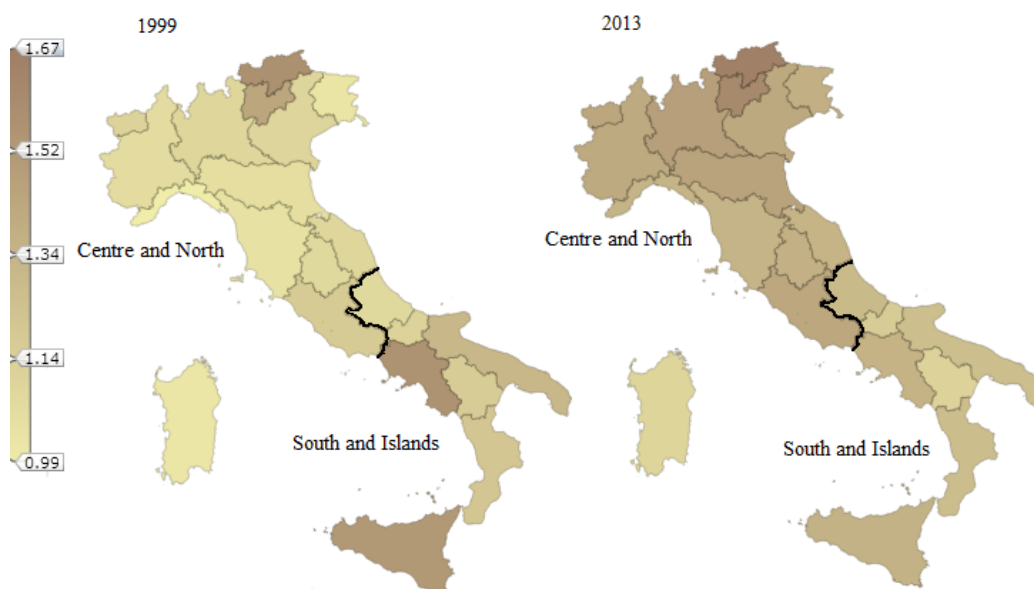 1999
2013
1.67
1.52
1.34
1.14
0.99
Centre and North
Centre and North
South and Islands
South and Islands